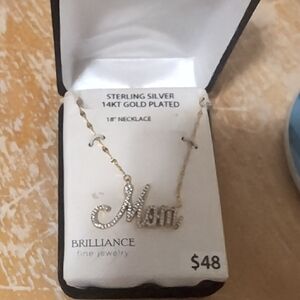 STERLING SILVER
14KT GOLD PLATED
18" NECKLACE
Mom
BRILLIANCE
fine jewelry
$48